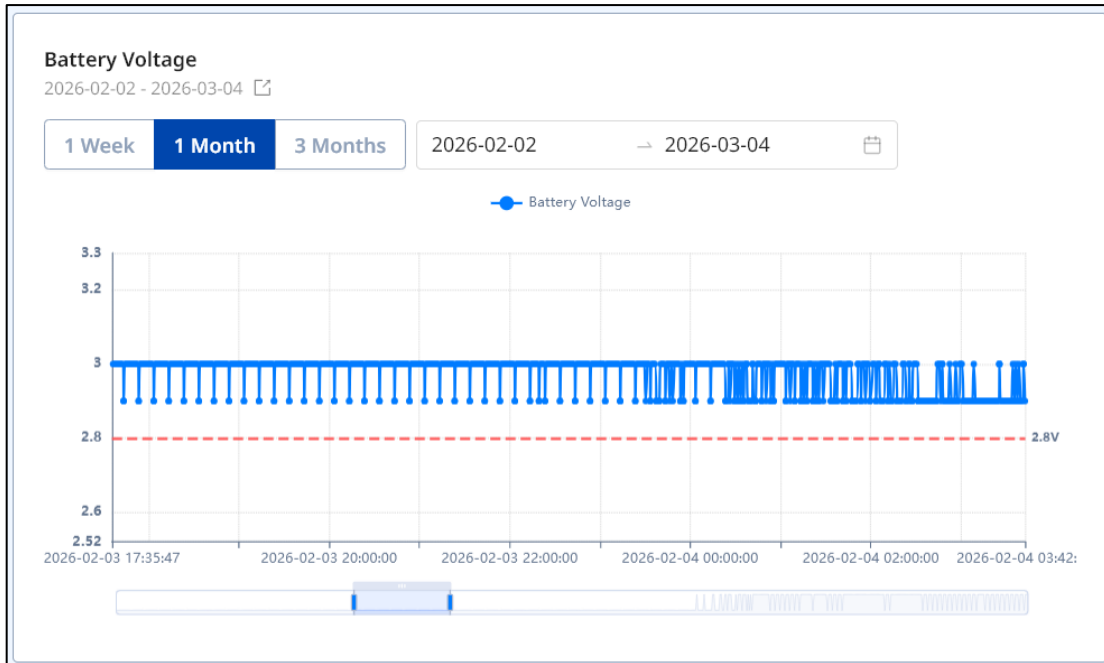 Battery Voltage
2026-02-02 - 2026-03-04
1 Week 1 Month 3 Months 2026-02-02 → 2026-03-04
Battery Voltage
3.3
3.2
3
2.8 2.8V
2.6
2.52
2026-02-03 17:35:47 2026-02-03 20:00:00 2026-02-03 22:00:00 2026-02-04 00:00:00 2026-02-04 02:00:00 2026-02-04 03:42: